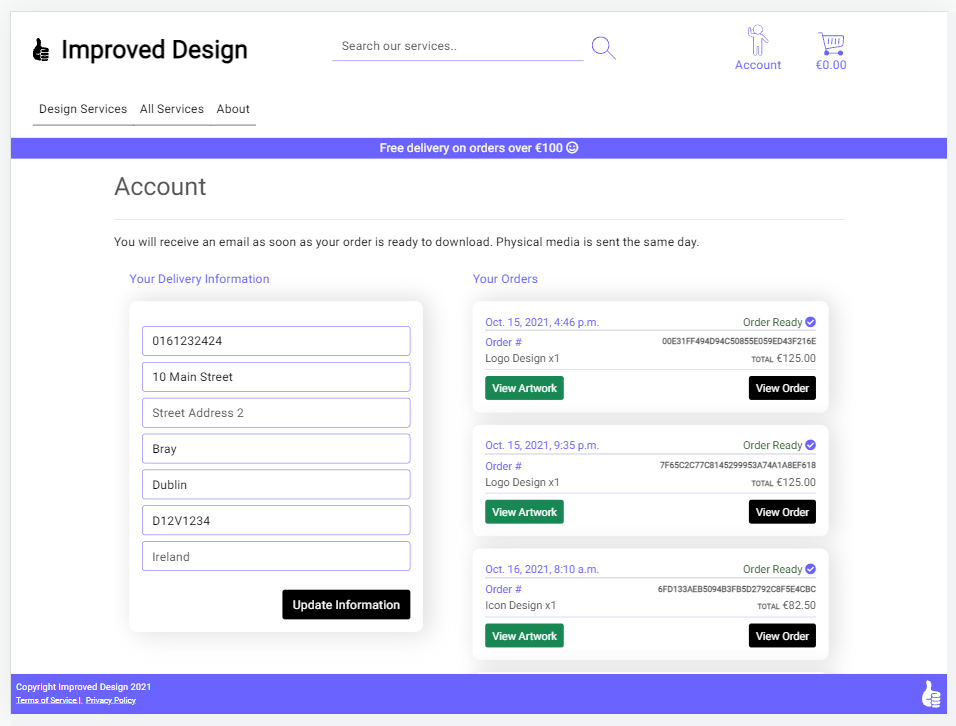 Improved Design
Search our services..
Account
€0.00
Design Services All Services About
Free delivery on orders over €100
Account
You will receive an email as soon as your order is ready to download. Physical media is sent the same day.
Your Delivery Information
0161232424
10 Main Street
Street Address 2
Bray
Dublin
D12V1234
Ireland
Update Information
Your Orders
Oct. 15, 2021, 4:46 p.m. Order Ready
Order # 00E31FF494D94C50855E059ED43F216E
Logo Design x1 TOTAL €125.00
View Artwork View Order
Oct. 15, 2021, 9:35 p.m. Order Ready
Order # 7F65C2C77C8145299953A74A1A8EF618
Logo Design x1 TOTAL €125.00
View Artwork View Order
Oct. 16, 2021, 8:10 a.m. Order Ready
Order # 6FD133AEB5094B3FB5D2792C8F5E4CBC
Icon Design x1 TOTAL €82.50
View Artwork View Order
Copyright Improved Design 2021
Terms of Service | Privacy Policy